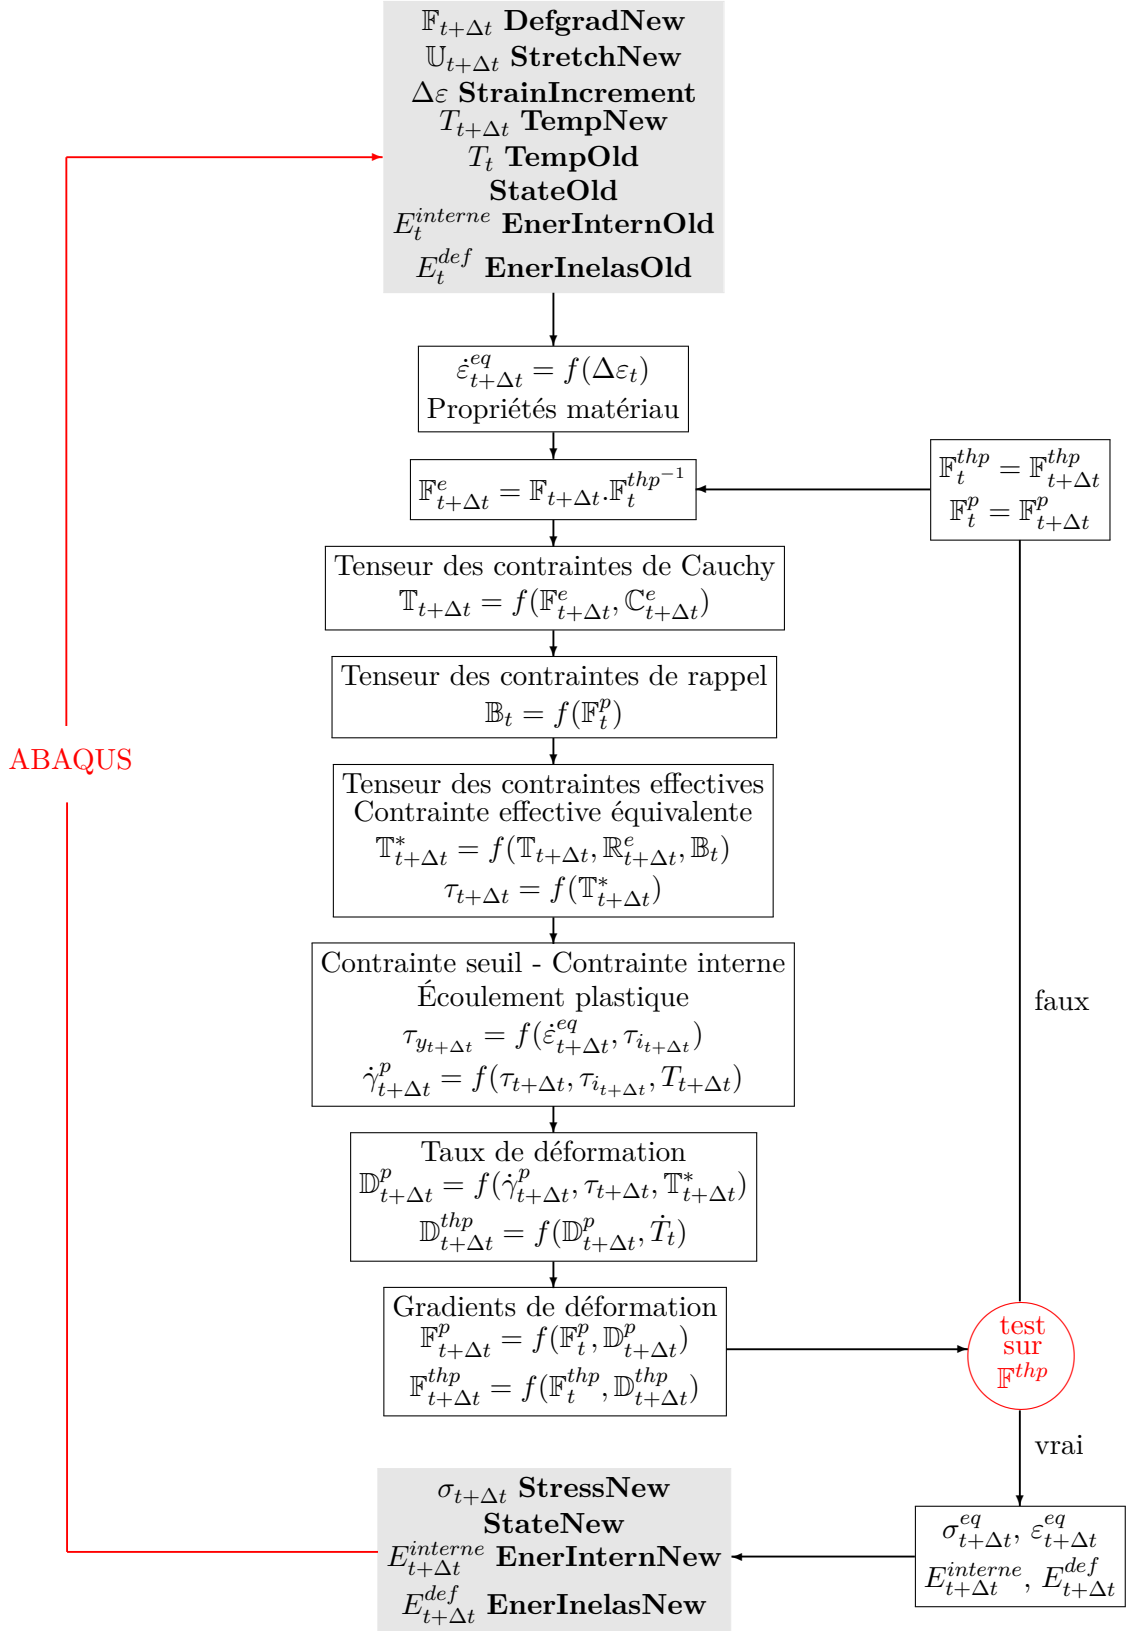 𝔽_{t+Δt} DefgradNew
𝕌_{t+Δt} StretchNew
Δε StrainIncrement
T_{t+Δt} TempNew
T_t TempOld
StateOld
E_t^{interne} EnerInternOld
E_t^{def} EnerInelasOld
ε̇^{eq}_{t+Δt} = f(Δε_t)
Propriétés matériau
𝔽^e_{t+Δt} = 𝔽_{t+Δt}.𝔽_t^{thp^{-1}}
𝔽_t^{thp} = 𝔽^{thp}_{t+Δt}
𝔽_t^p = 𝔽^p_{t+Δt}
Tenseur des contraintes de Cauchy
𝕋_{t+Δt} = f(𝔽^e_{t+Δt}, ℂ^e_{t+Δt})
Tenseur des contraintes de rappel
𝔹_t = f(𝔽_t^p)
ABAQUS
Tenseur des contraintes effectives
Contrainte effective équivalente
𝕋^*_{t+Δt} = f(𝕋_{t+Δt}, ℝ^e_{t+Δt}, 𝔹_t)
τ_{t+Δt} = f(𝕋^*_{t+Δt})
Contrainte seuil - Contrainte interne
Écoulement plastique
τ_{y_{t+Δt}} = f(ε̇^{eq}_{t+Δt}, τ_{i_{t+Δt}})
γ̇^p_{t+Δt} = f(τ_{t+Δt}, τ_{i_{t+Δt}}, T_{t+Δt})
faux
Taux de déformation
𝔻^p_{t+Δt} = f(γ̇^p_{t+Δt}, τ_{t+Δt}, 𝕋^*_{t+Δt})
𝔻^{thp}_{t+Δt} = f(𝔻^p_{t+Δt}, Ṫ_t)
Gradients de déformation
𝔽^p_{t+Δt} = f(𝔽_t^p, 𝔻^p_{t+Δt})
𝔽^{thp}_{t+Δt} = f(𝔽_t^{thp}, 𝔻^{thp}_{t+Δt})
test
sur
𝔽^{thp}
vrai
σ^{eq}_{t+Δt}, ε^{eq}_{t+Δt}
E^{interne}_{t+Δt}, E^{def}_{t+Δt}
σ_{t+Δt} StressNew
StateNew
E^{interne}_{t+Δt} EnerInternNew
E^{def}_{t+Δt} EnerInelasNew